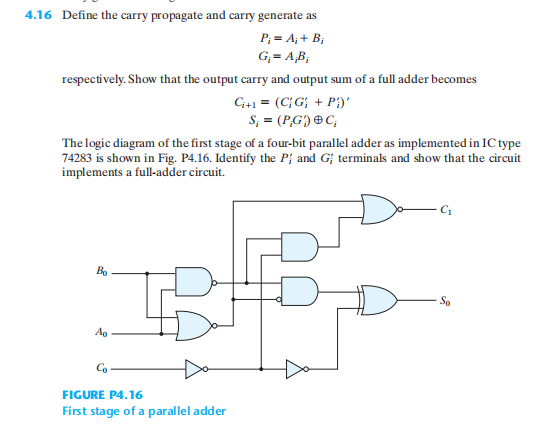 4.16 Define the carry propagate and carry generate as
Pᵢ = Aᵢ + Bᵢ
Gᵢ = AᵢBᵢ
respectively. Show that the output carry and output sum of a full adder becomes
Cᵢ₊₁ = (C′ᵢ G′ᵢ + P′ᵢ)′
Sᵢ = (PᵢG′ᵢ) ⊕ Cᵢ
The logic diagram of the first stage of a four-bit parallel adder as implemented in IC type
74283 is shown in Fig. P4.16. Identify the P′ᵢ and G′ᵢ terminals and show that the circuit
implements a full-adder circuit.
C₁
B₀
S₀
A₀
C₀
FIGURE P4.16
First stage of a parallel adder